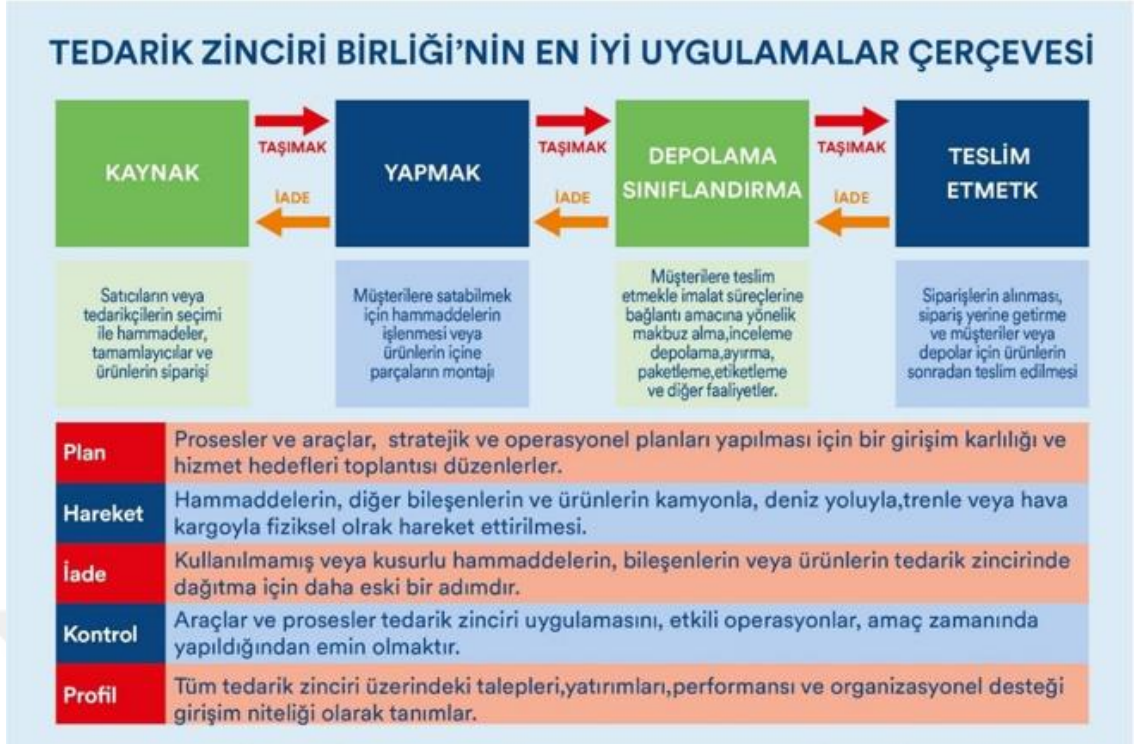 TEDARİK ZİNCİRİ BİRLİĞİ’NİN EN İYİ UYGULAMALAR ÇERÇEVESİ
KAYNAK
TAŞIMAK
İADE
YAPMAK
TAŞIMAK
İADE
DEPOLAMA
SINIFLANDIRMA
TAŞIMAK
İADE
TESLİM
ETMETK
Satıcıların veya
tedarikçilerin seçimi
ile hammadeler,
tamamlayıcılar ve
ürünlerin siparişi
Müşterilere satabilmek
için hammaddelerin
işlenmesi veya
ürünlerin içine
parçaların montajı
Müşterilere teslim
etmekle imalat süreçlerine
bağlantı amacına yönelik
makbuz alma,inceleme
depolama,ayırma,
paketleme,etiketleme
ve diğer faaliyetler.
Siparişlerin alınması,
sipariş yerine getirme
ve müşteriler veya
depolar için ürünlerin
sonradan teslim edilmesi
Plan
Prosesler ve araçlar, stratejik ve operasyonel planları yapılması için bir girişim karlılığı ve
hizmet hedefleri toplantısı düzenlerler.
Hareket
Hammaddelerin, diğer bileşenlerin ve ürünlerin kamyonla, deniz yoluyla,trenle veya hava
kargoyla fiziksel olrak hareket ettirilmesi.
İade
Kullanılmamış veya kusurlu hammaddelerin, bileşenlerin veya ürünlerin tedarik zincirinde
dağıtma için daha eski bir adımdır.
Kontrol
Araçlar ve prosesler tedarik zinciri uygulamasını, etkili operasyonlar, amaç zamanında
yapıldığından emin olmaktır.
Profil
Tüm tedarik zinciri üzerindeki talepleri,yatırımları,performansı ve organizasyonel desteği
girişim niteliği olarak tanımlar.